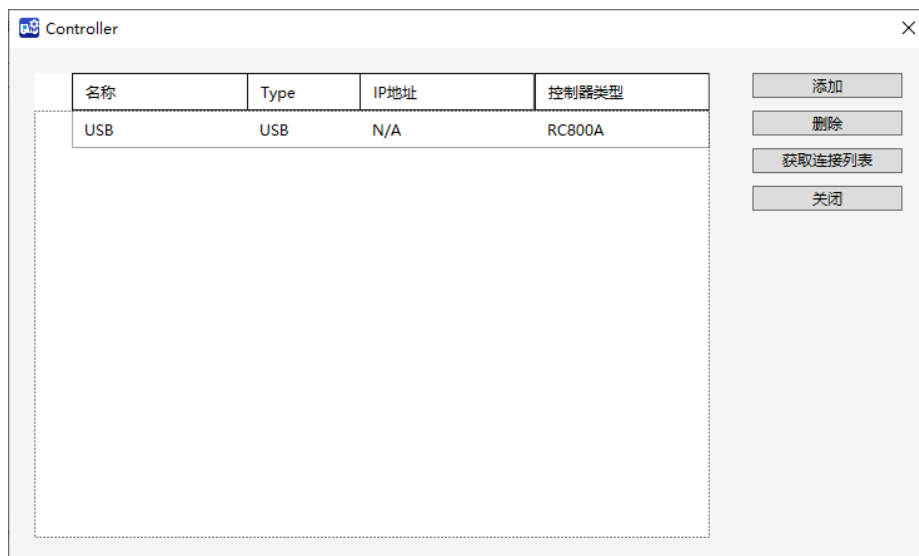 Controller
名称 Type IP地址 控制器类型
USB USB N/A RC800A
添加
删除
获取连接列表
关闭